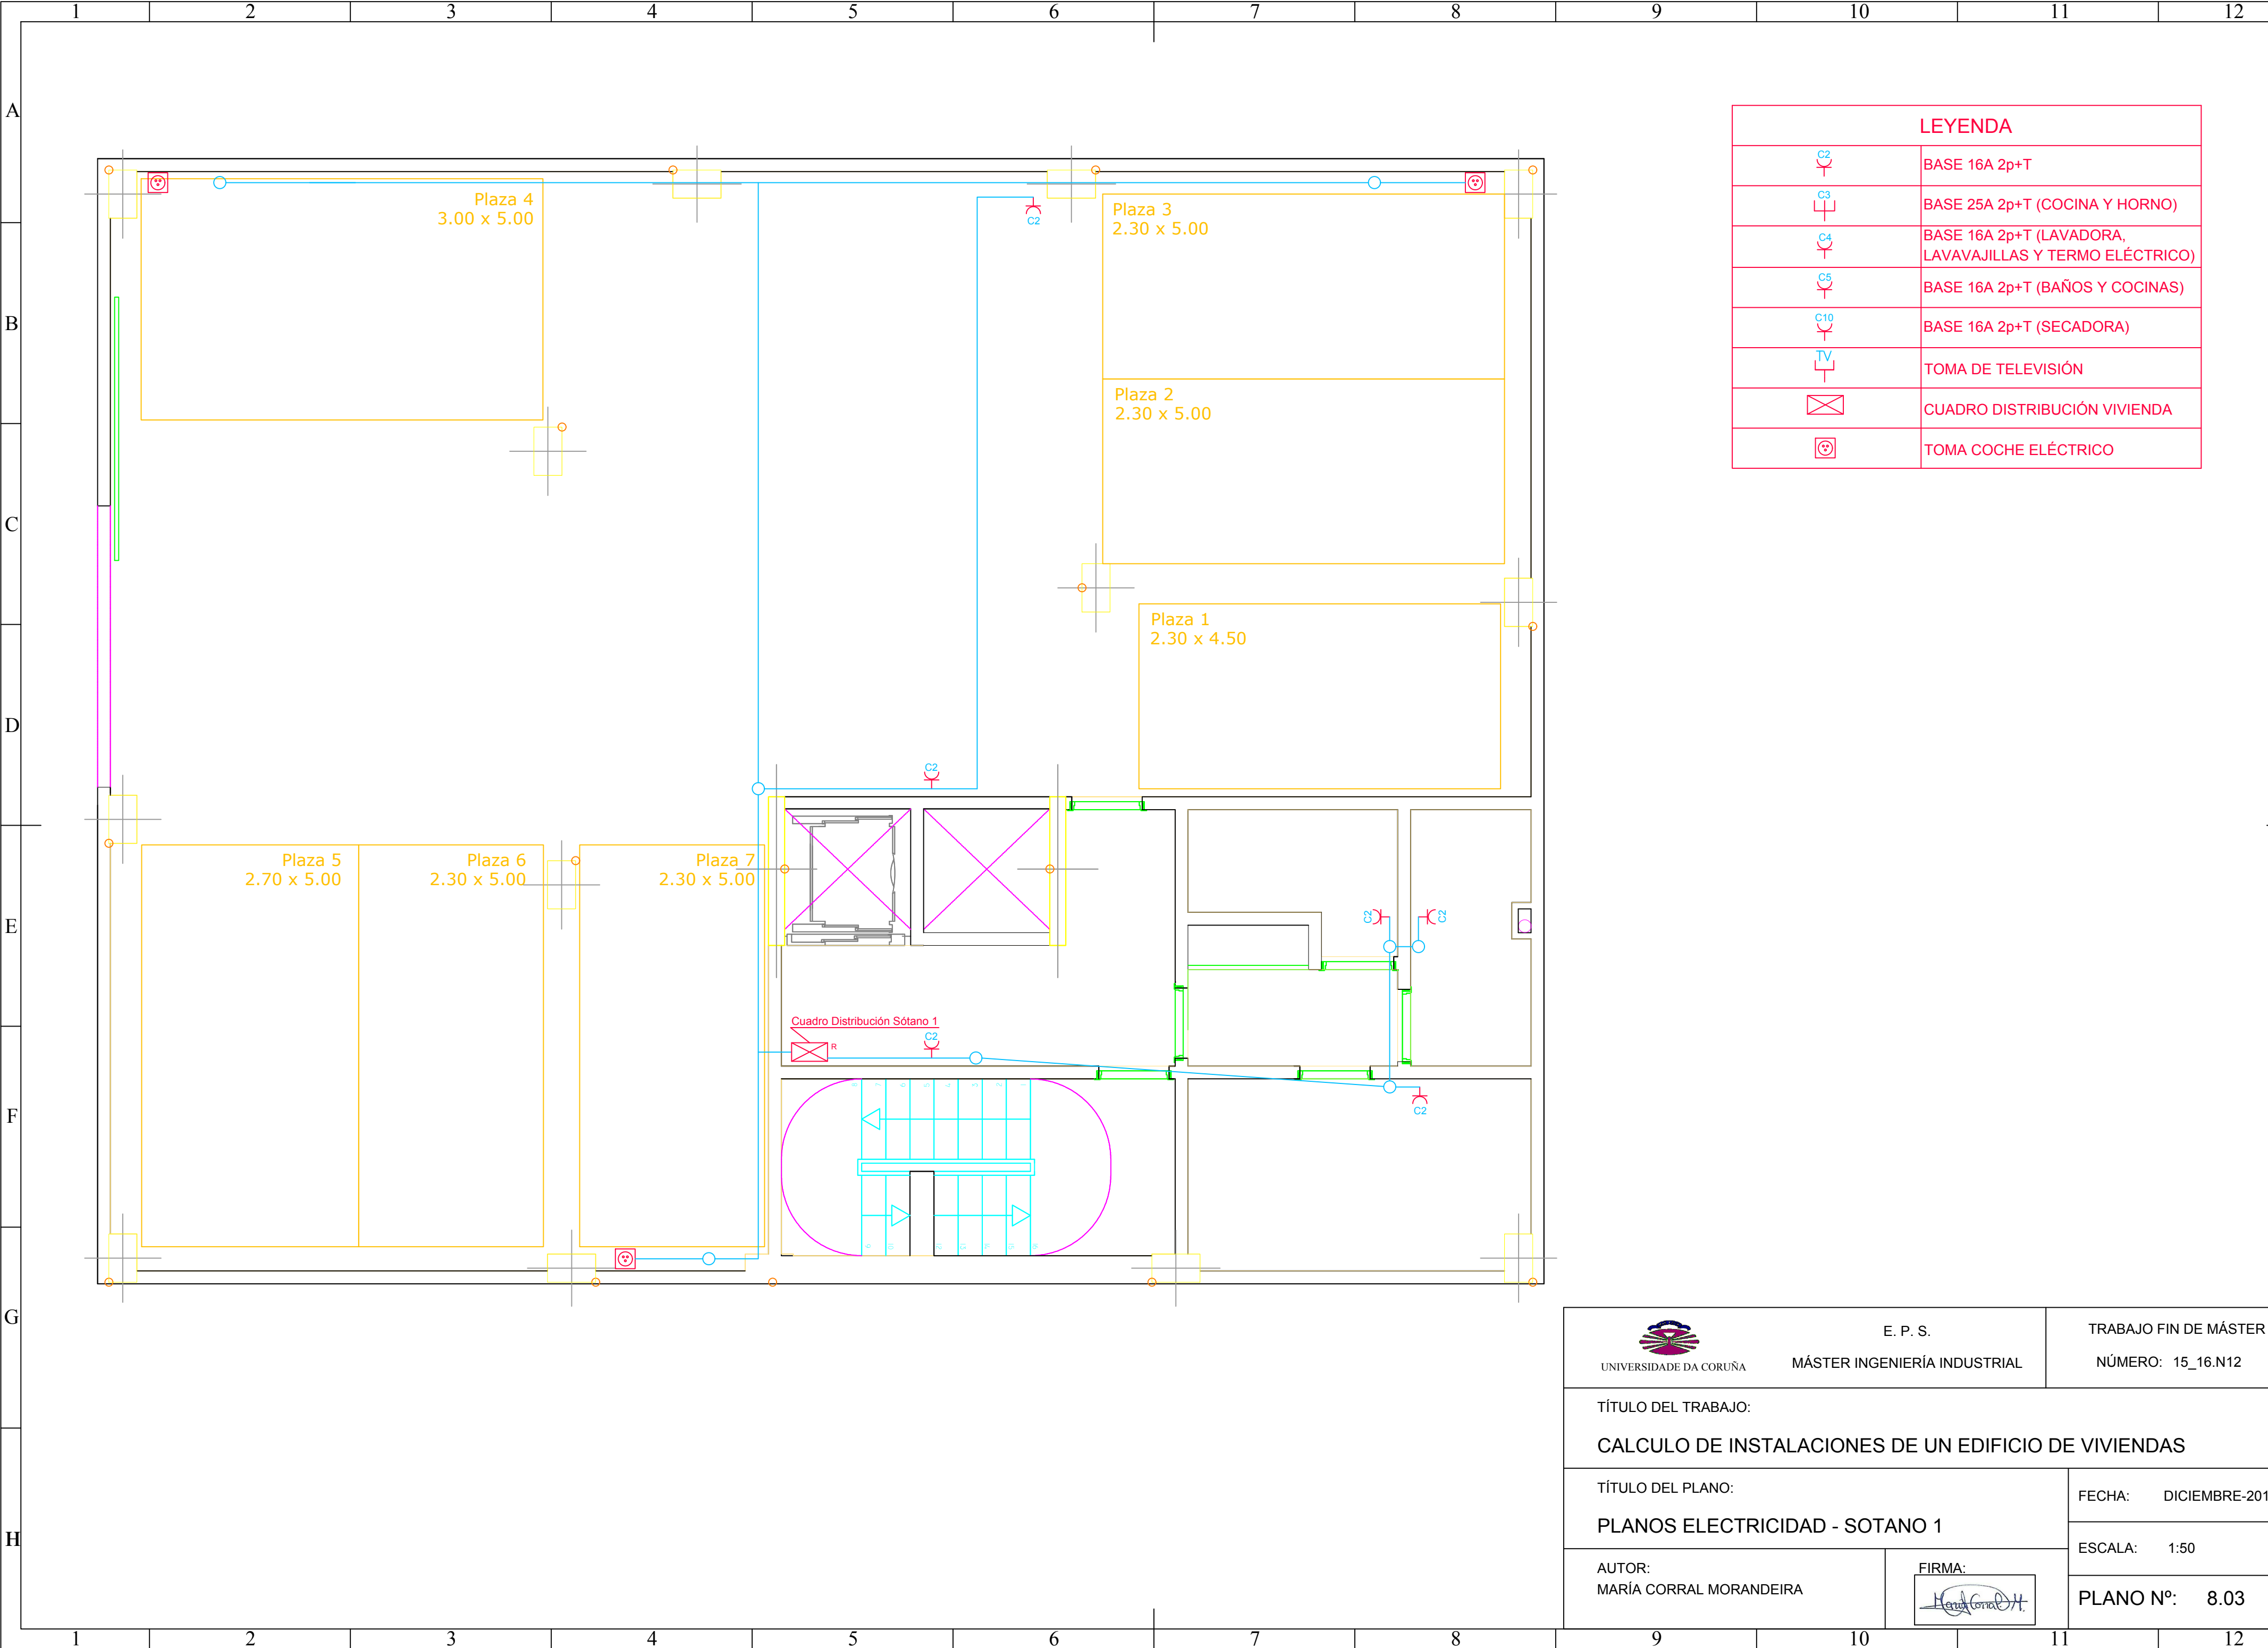 1 2 3 4 5 6 7 8 9 10 11 12
A
B
C
D
E
F
G
H
Plaza 4
3.00 x 5.00
C2
Plaza 3
2.30 x 5.00
Plaza 2
2.30 x 5.00
Plaza 1
2.30 x 4.50
C2
Plaza 5
2.70 x 5.00
Plaza 6
2.30 x 5.00
Plaza 7
2.30 x 5.00
C2
C2
Cuadro Distribución Sótano 1
R
C2
C2
LEYENDA
C2
BASE 16A 2p+T
C3
BASE 25A 2p+T (COCINA Y HORNO)
C4
BASE 16A 2p+T (LAVADORA,
LAVAVAJILLAS Y TERMO ELÉCTRICO)
C5
BASE 16A 2p+T (BAÑOS Y COCINAS)
C10
BASE 16A 2p+T (SECADORA)
TV
TOMA DE TELEVISIÓN
CUADRO DISTRIBUCIÓN VIVIENDA
TOMA COCHE ELÉCTRICO
UNIVERSIDADE DA CORUÑA
E. P. S.
MÁSTER INGENIERÍA INDUSTRIAL
TRABAJO FIN DE MÁSTER
NÚMERO: 15_16.N12
TÍTULO DEL TRABAJO:
CALCULO DE INSTALACIONES DE UN EDIFICIO DE VIVIENDAS
TÍTULO DEL PLANO:
PLANOS ELECTRICIDAD - SOTANO 1
FECHA: DICIEMBRE-201
ESCALA: 1:50
AUTOR:
MARÍA CORRAL MORANDEIRA
FIRMA:
María Corral M.
PLANO Nº: 8.03
1 2 3 4 5 6 7 8 9 10 11 12